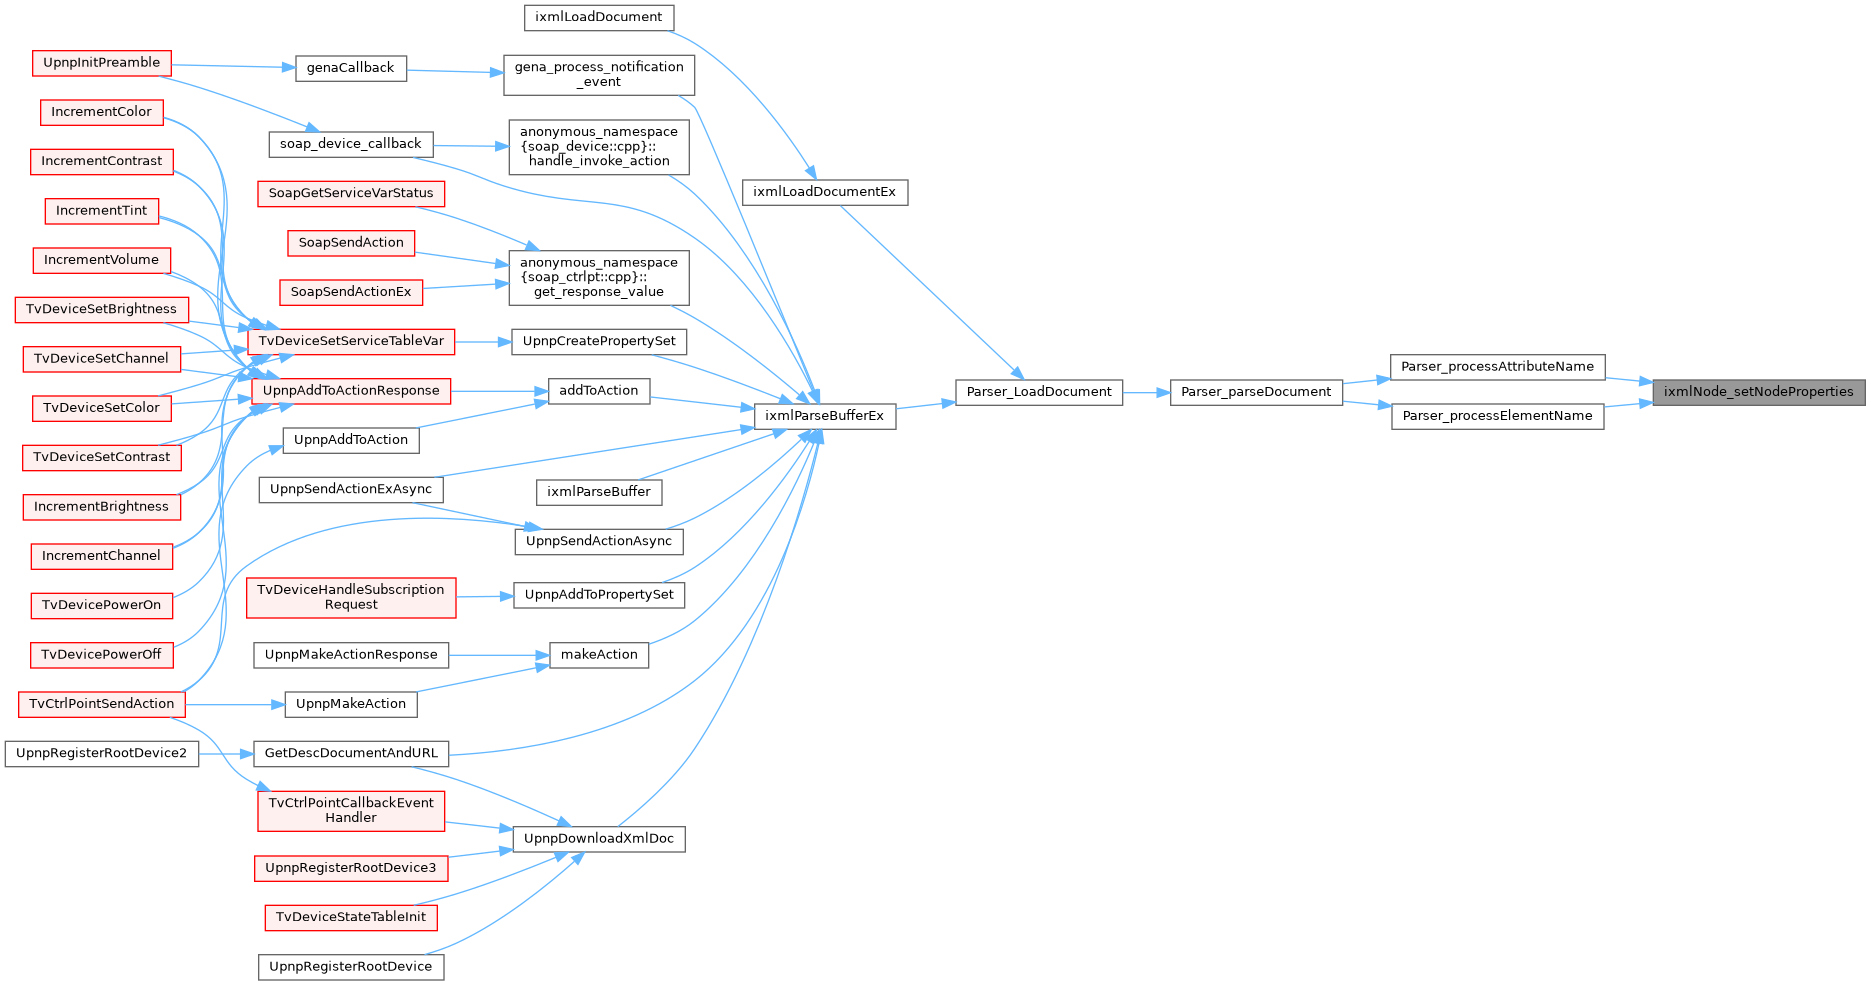 ixmlLoadDocument
UpnpInitPreamble
genaCallback
gena_process_notification
_event
IncrementColor
soap_device_callback
anonymous_namespace
{soap_device::cpp}::
handle_invoke_action
IncrementContrast
SoapGetServiceVarStatus
ixmlLoadDocumentEx
IncrementTint
SoapSendAction
IncrementVolume
anonymous_namespace
{soap_ctrlpt::cpp}::
get_response_value
SoapSendActionEx
TvDeviceSetBrightness
TvDeviceSetServiceTableVar
UpnpCreatePropertySet
TvDeviceSetChannel
Parser_processAttributeName
UpnpAddToActionResponse
addToAction
Parser_LoadDocument
Parser_parseDocument
ixmlNode_setNodeProperties
TvDeviceSetColor
ixmlParseBufferEx
Parser_processElementName
UpnpAddToAction
TvDeviceSetContrast
UpnpSendActionExAsync
ixmlParseBuffer
IncrementBrightness
UpnpSendActionAsync
IncrementChannel
TvDeviceHandleSubscription
Request
UpnpAddToPropertySet
TvDevicePowerOn
TvDevicePowerOff
UpnpMakeActionResponse
makeAction
TvCtrlPointSendAction
UpnpMakeAction
UpnpRegisterRootDevice2
GetDescDocumentAndURL
TvCtrlPointCallbackEvent
Handler
UpnpDownloadXmlDoc
UpnpRegisterRootDevice3
TvDeviceStateTableInit
UpnpRegisterRootDevice